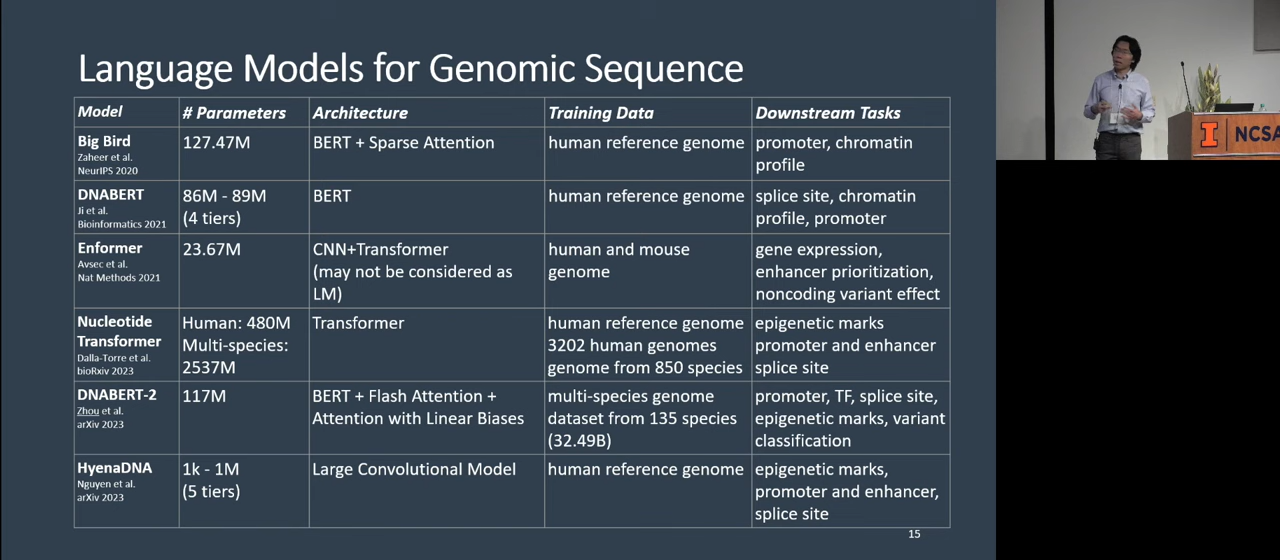 Language Models for Genomic Sequence
Model # Parameters Architecture Training Data Downstream Tasks
Big Bird
Zaheer et al.
NeurIPS 2020
127.47M
BERT + Sparse Attention
human reference genome
promoter, chromatin
profile
DNABERT
Ji et al.
Bioinformatics 2021
86M - 89M
(4 tiers)
BERT
human reference genome
splice site, chromatin
profile, promoter
Enformer
Avsec et al.
Nat Methods 2021
23.67M
CNN+Transformer
(may not be considered as
LM)
human and mouse
genome
gene expression,
enhancer prioritization,
noncoding variant effect
Nucleotide
Transformer
Dalla-Torre et al.
bioRxiv 2023
Human: 480M
Multi-species:
2537M
Transformer
human reference genome
3202 human genomes
genome from 850 species
epigenetic marks
promoter and enhancer
splice site
DNABERT-2
Zhou et al.
arXiv 2023
117M
BERT + Flash Attention +
Attention with Linear Biases
multi-species genome
dataset from 135 species
(32.49B)
promoter, TF, splice site,
epigenetic marks, variant
classification
HyenaDNA
Nguyen et al.
arXiv 2023
1k - 1M
(5 tiers)
Large Convolutional Model
human reference genome
epigenetic marks,
promoter and enhancer,
splice site
15
I NCSA